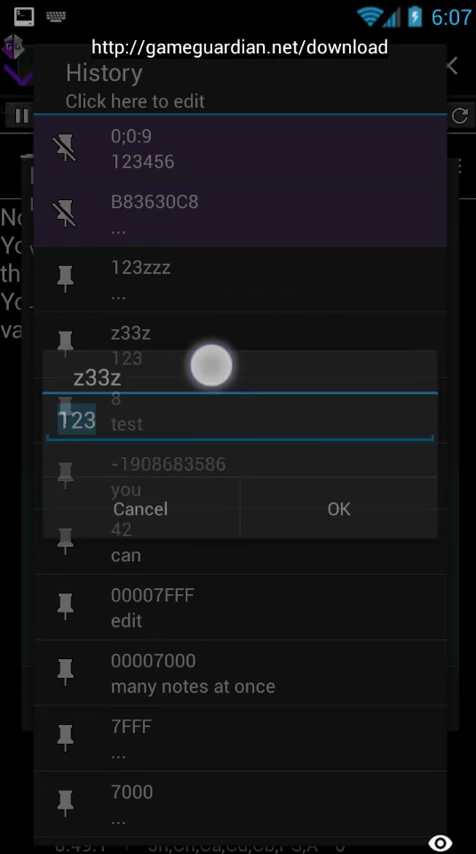 6:07
http://gameguardian.net/download
History
Click here to edit
0;0:9
123456
B83630C8
...
123zzz
...
z33z
123
z33z
8
123
test
-1908683586
you
Cancel
OK
42
can
00007FFF
edit
00007000
many notes at once
7FFF
...
7000
...